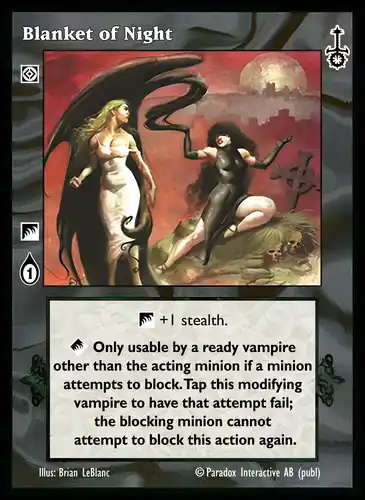 Blanket of Night
1
+1 stealth.
Only usable by a ready vampire
other than the acting minion if a minion
attempts to block. Tap this modifying
vampire to have that attempt fail;
the blocking minion cannot
attempt to block this action again.
Illus: Brian LeBlanc © Paradox Interactive AB (publ)